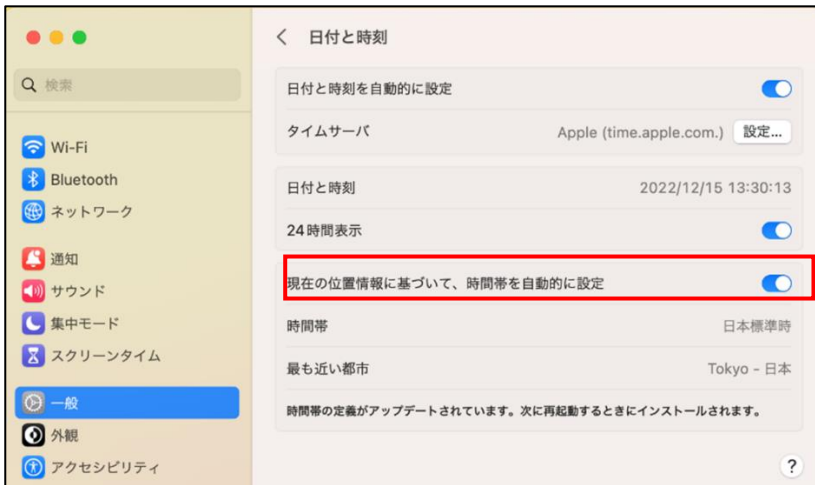 検索
Wi-Fi
Bluetooth
ネットワーク
通知
サウンド
集中モード
スクリーンタイム
一般
外観
アクセシビリティ
日付と時刻
日付と時刻を自動的に設定
タイムサーバ Apple (time.apple.com.) 設定...
日付と時刻 2022/12/15 13:30:13
24時間表示
現在の位置情報に基づいて、時間帯を自動的に設定
時間帯 日本標準時
最も近い都市 Tokyo - 日本
時間帯の定義がアップデートされています。次に再起動するときにインストールされます。
?